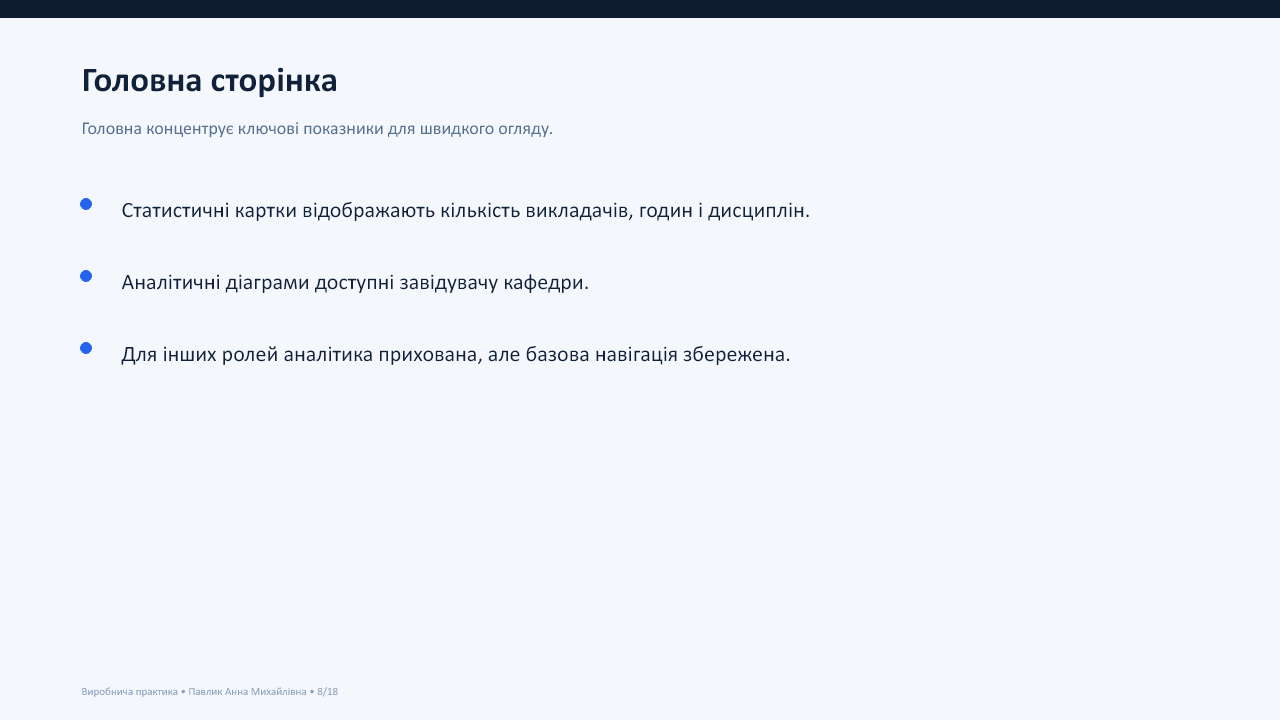 Головна сторінка
Головна концентрує ключові показники для швидкого огляду.
Статистичні картки відображають кількість викладачів, годин і дисциплін.
Аналітичні діаграми доступні завідувачу кафедри.
Для інших ролей аналітика прихована, але базова навігація збережена.
Виробнича практика • Павлик Анна Михайлівна • 8/18